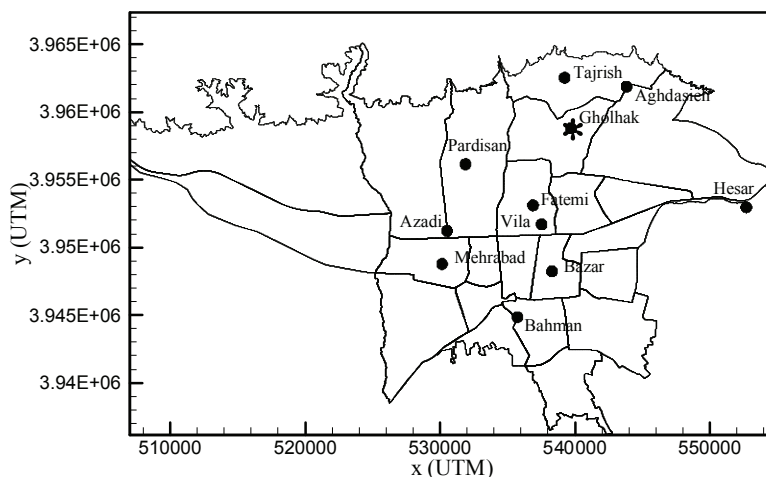 3.965E+06
3.96E+06
3.955E+06
3.95E+06
3.945E+06
3.94E+06
y (UTM)
Tajrish
Aghdasieh
Gholhak
Pardisan
Hesar
Fatemi
Azadi
Vila
Mehrabad
Bazar
Bahman
510000 520000 530000 540000 550000
x (UTM)